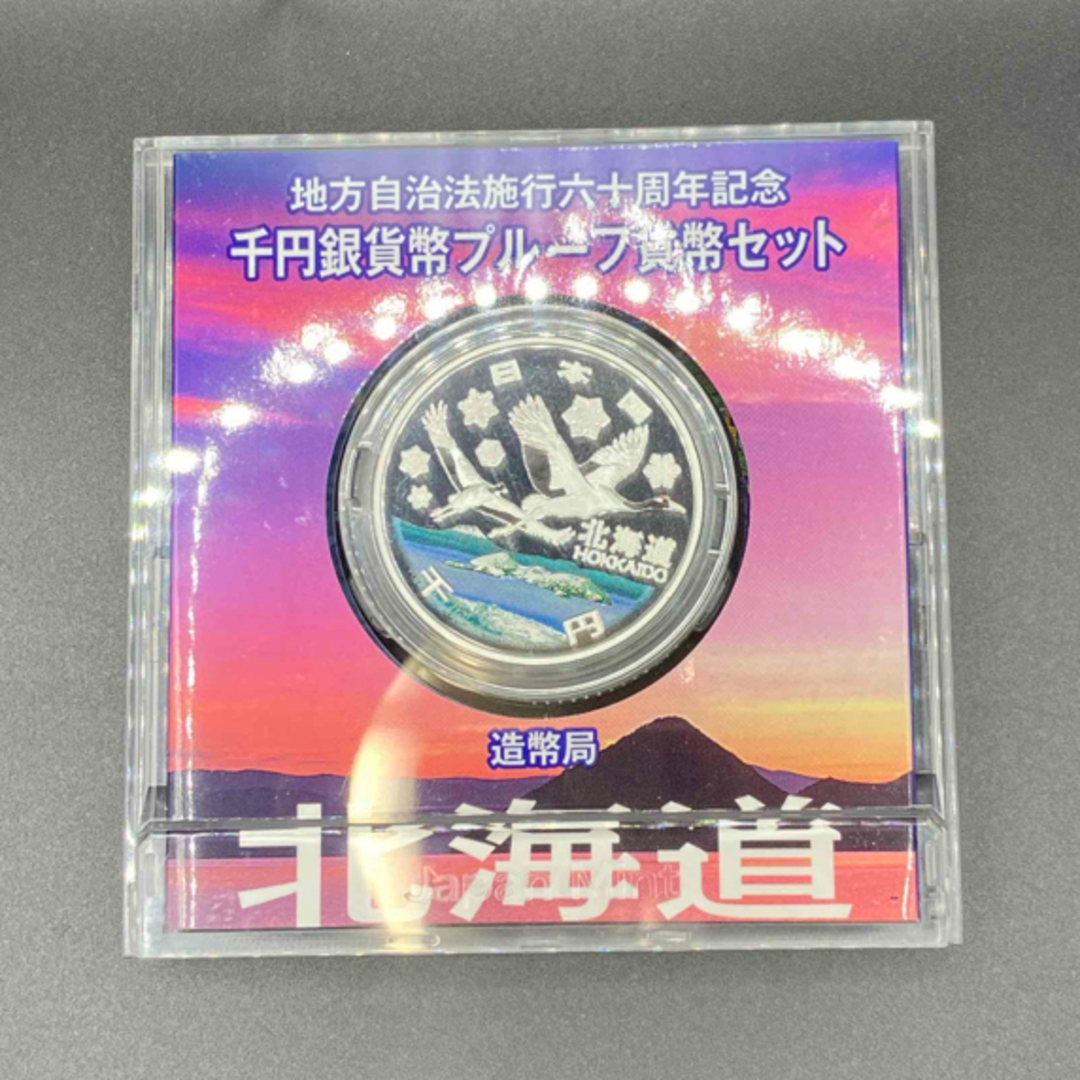 地方自治法施行六十周年記念
千円銀貨幣プルーフ貨幣セット
日本
北海道
HOKKAIDO
千円
造幣局
北海道
Japan Mint